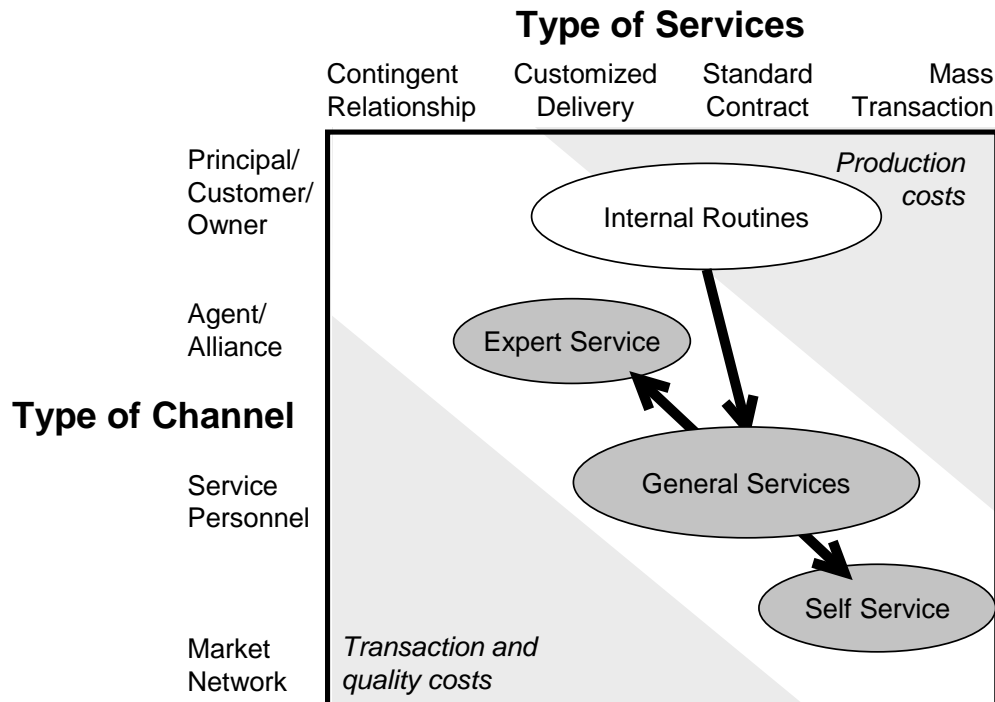 Type of Services
Contingent Relationship
Customized Delivery
Standard Contract
Mass Transaction
Principal/
Customer/
Owner
Production
costs
Internal Routines
Agent/
Alliance
Expert Service
Type of Channel
General Services
Service
Personnel
Self Service
Market
Network
Transaction and
quality costs